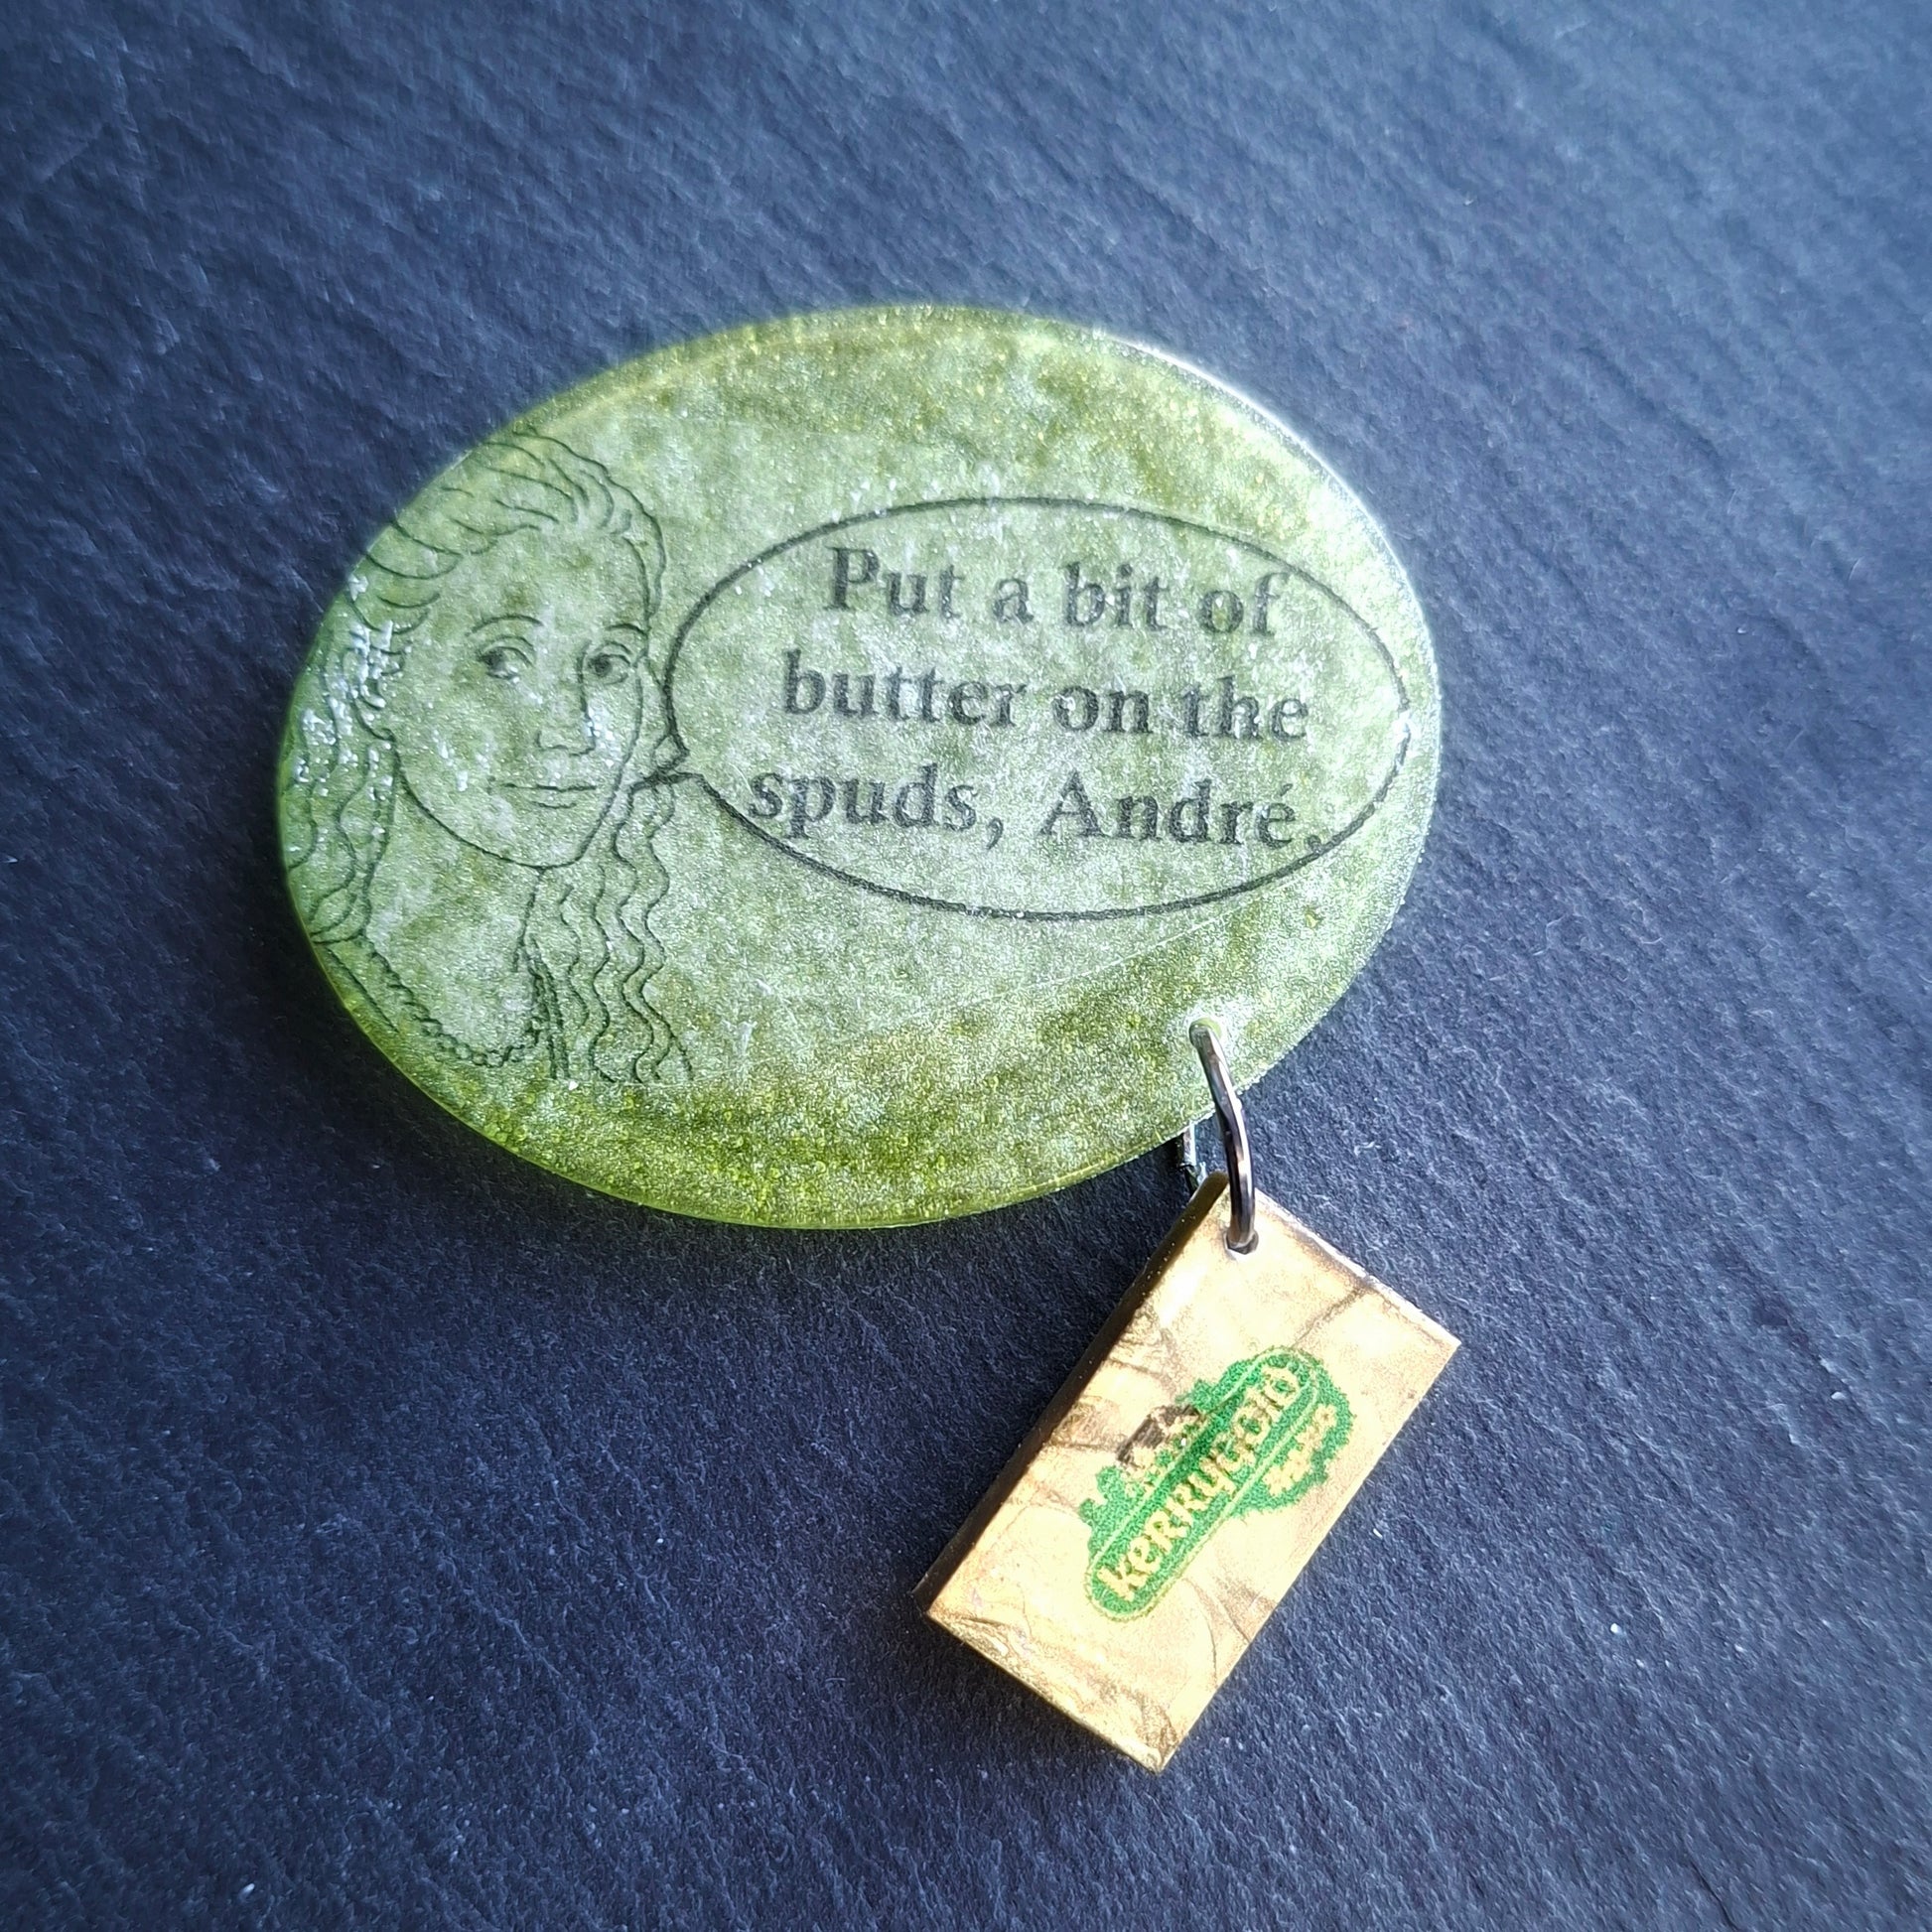 Put a bit of
butter on the
spuds, André.
kerrygold